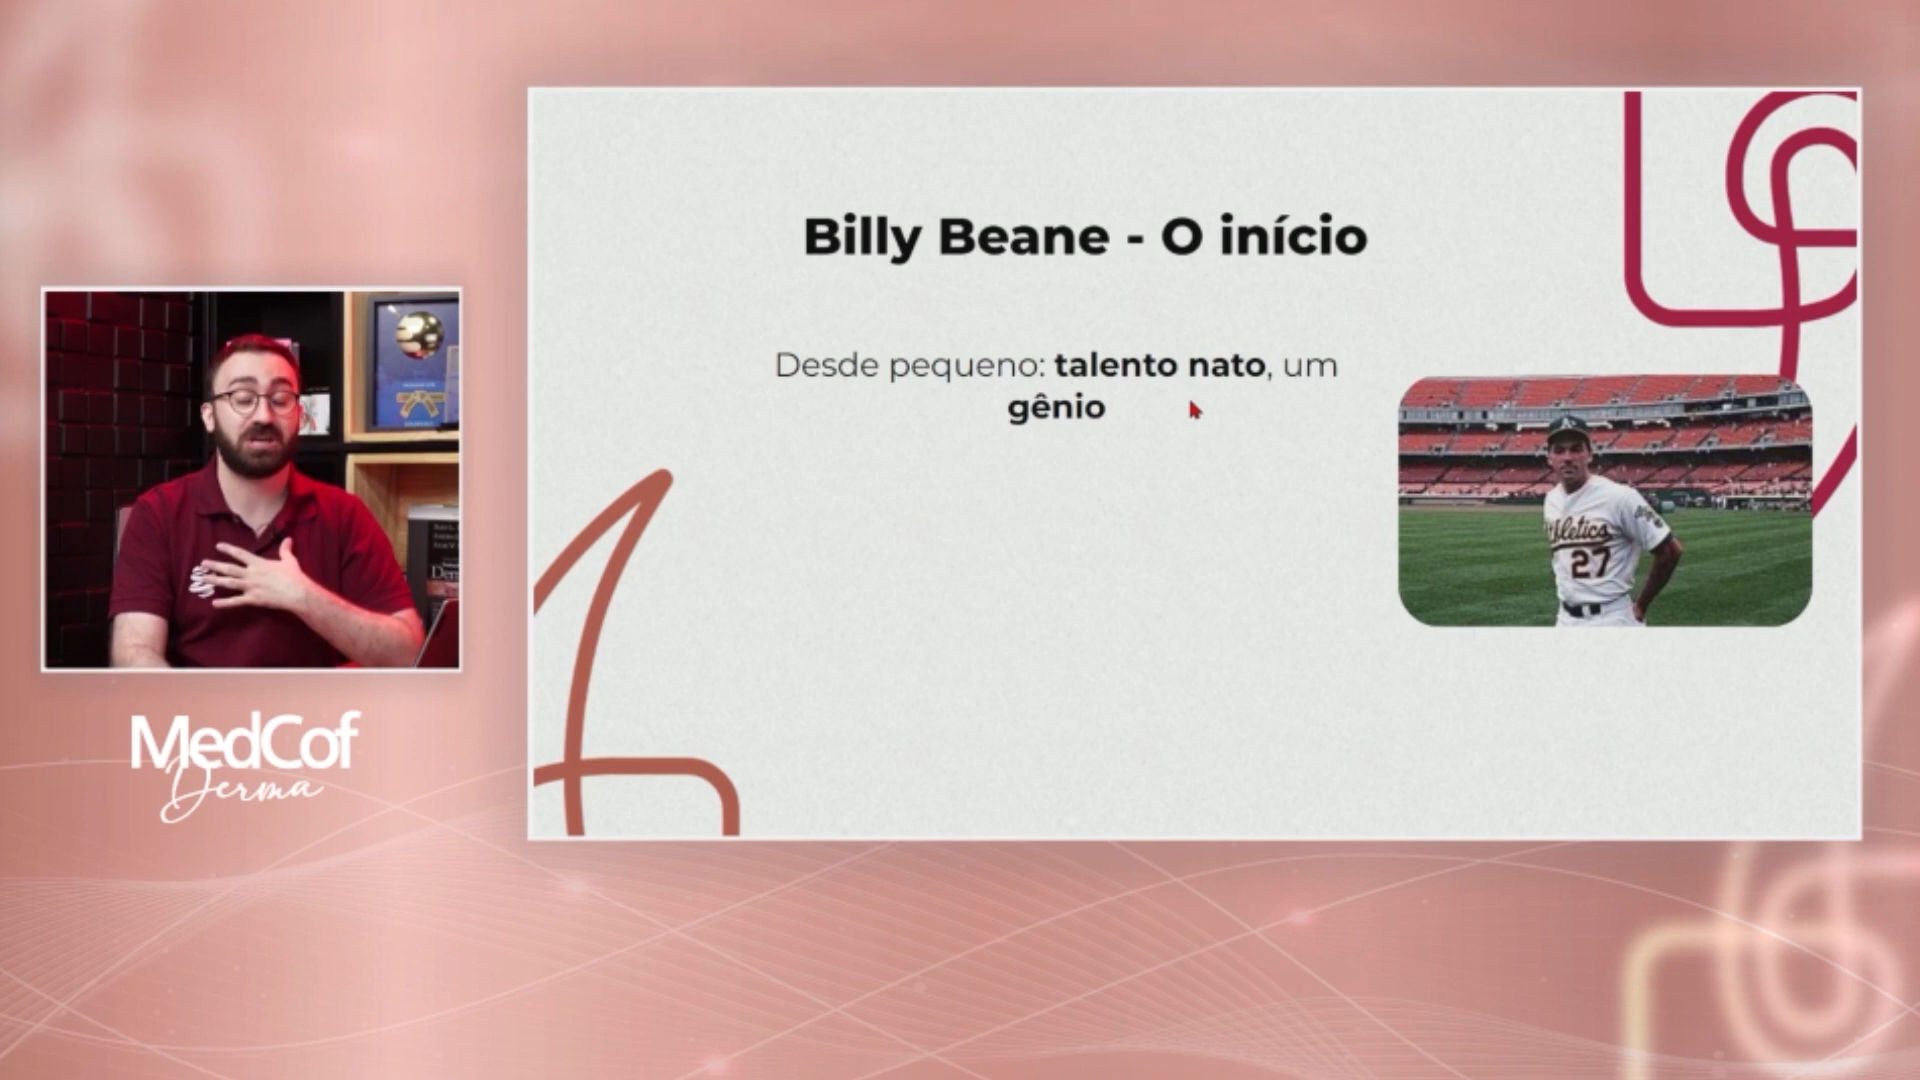 Billy Beane - O início
Desde pequeno: talento nato, um
gênio
Athletics
27
MedCof
Derma